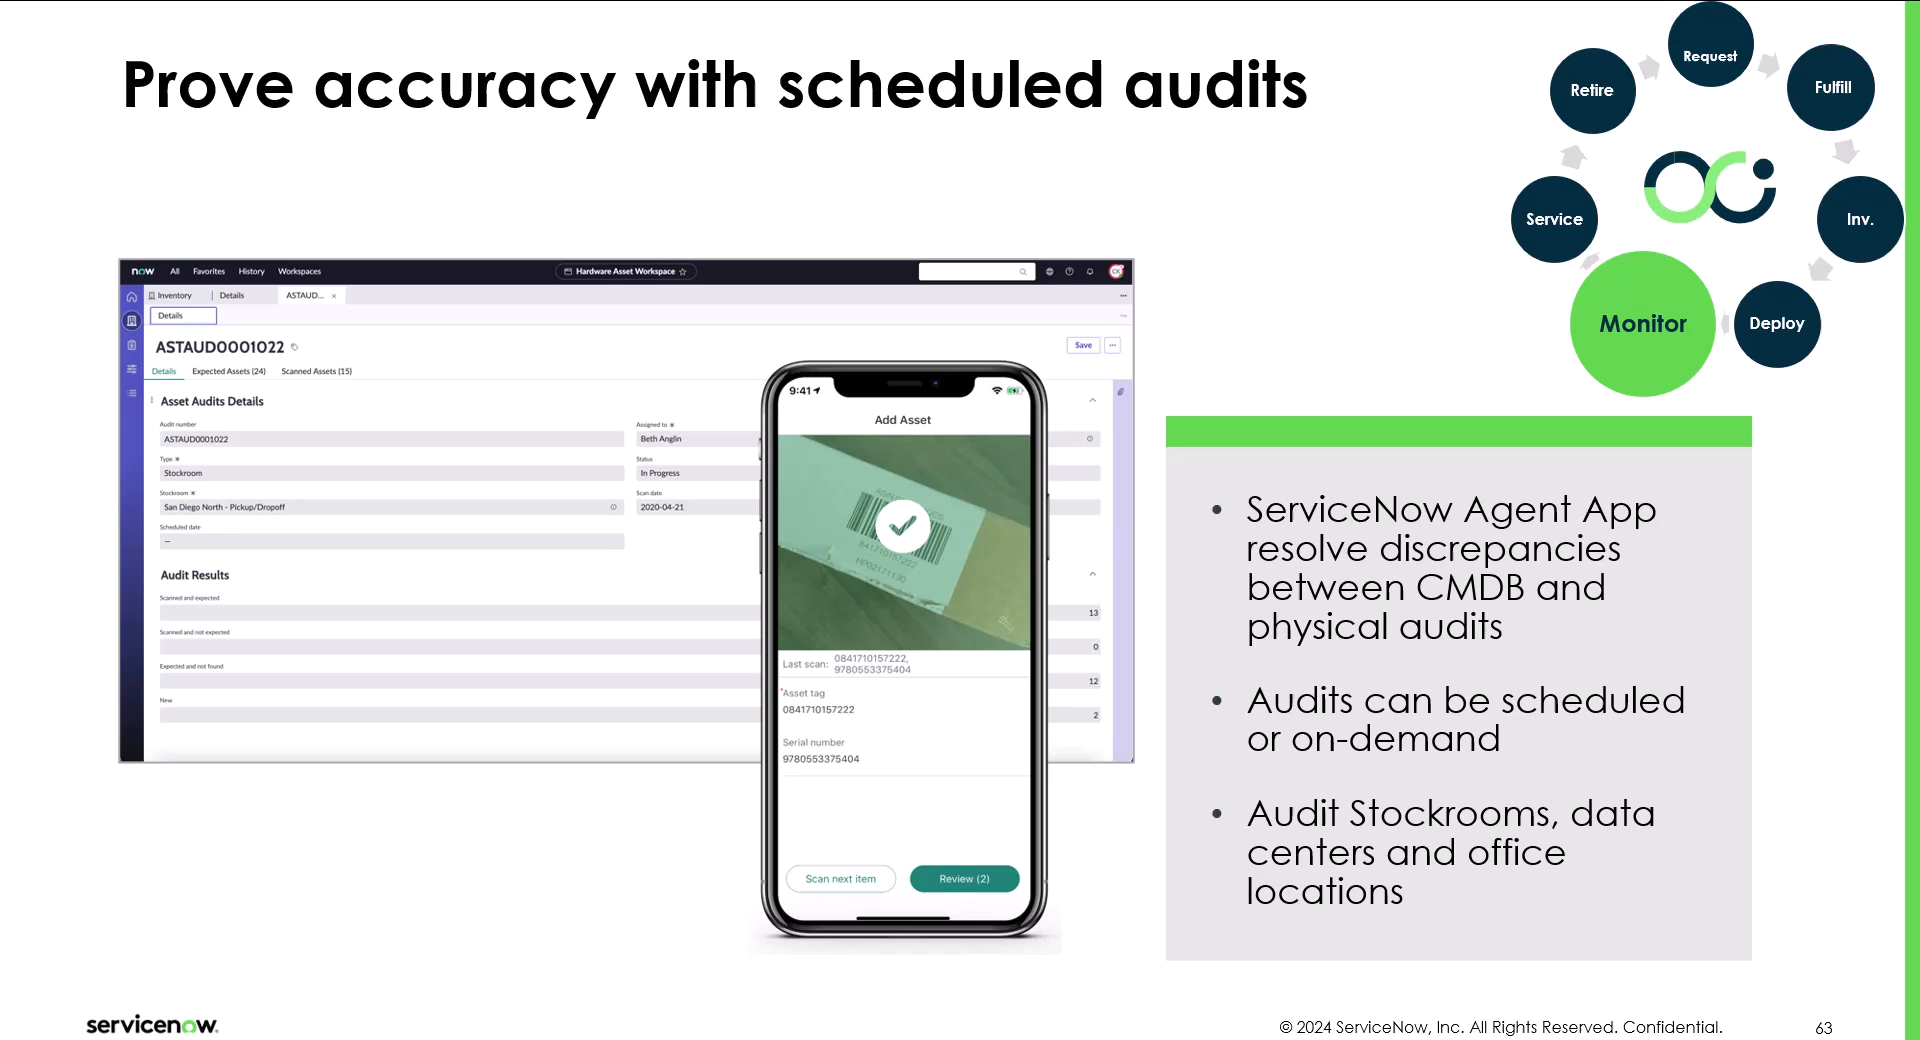 Prove accuracy with scheduled audits
Request
Retire
Fulfill
Service
Inv.
Monitor
Deploy
now All Favorites History Workspaces
Hardware Asset Workspace
CK
Inventory
Details
ASTAUD...
Details
ASTAUD0001022
Save
Details
Expected Assets (24)
Scanned Assets (15)
Asset Audits Details
Audit number
ASTAUD0001022
Type
Stockroom
Stockroom
San Diego North - Pickup/Dropoff
Scheduled date
—
Assigned to
Beth Anglin
Status
In Progress
Scan date
2020-04-21
Audit Results
Scanned and expected
13
Scanned and not expected
0
Expected and not found
12
New
2
9:41
Add Asset
841710157222
HP02171190
Last scan: 0841710157222,
9780553375404
*Asset tag
0841710157222
Serial number
9780553375404
Scan next item
Review (2)
• ServiceNow Agent App
resolve discrepancies
between CMDB and
physical audits
• Audits can be scheduled
or on-demand
• Audit Stockrooms, data
centers and office
locations
servicenow.
© 2024 ServiceNow, Inc. All Rights Reserved. Confidential.
63